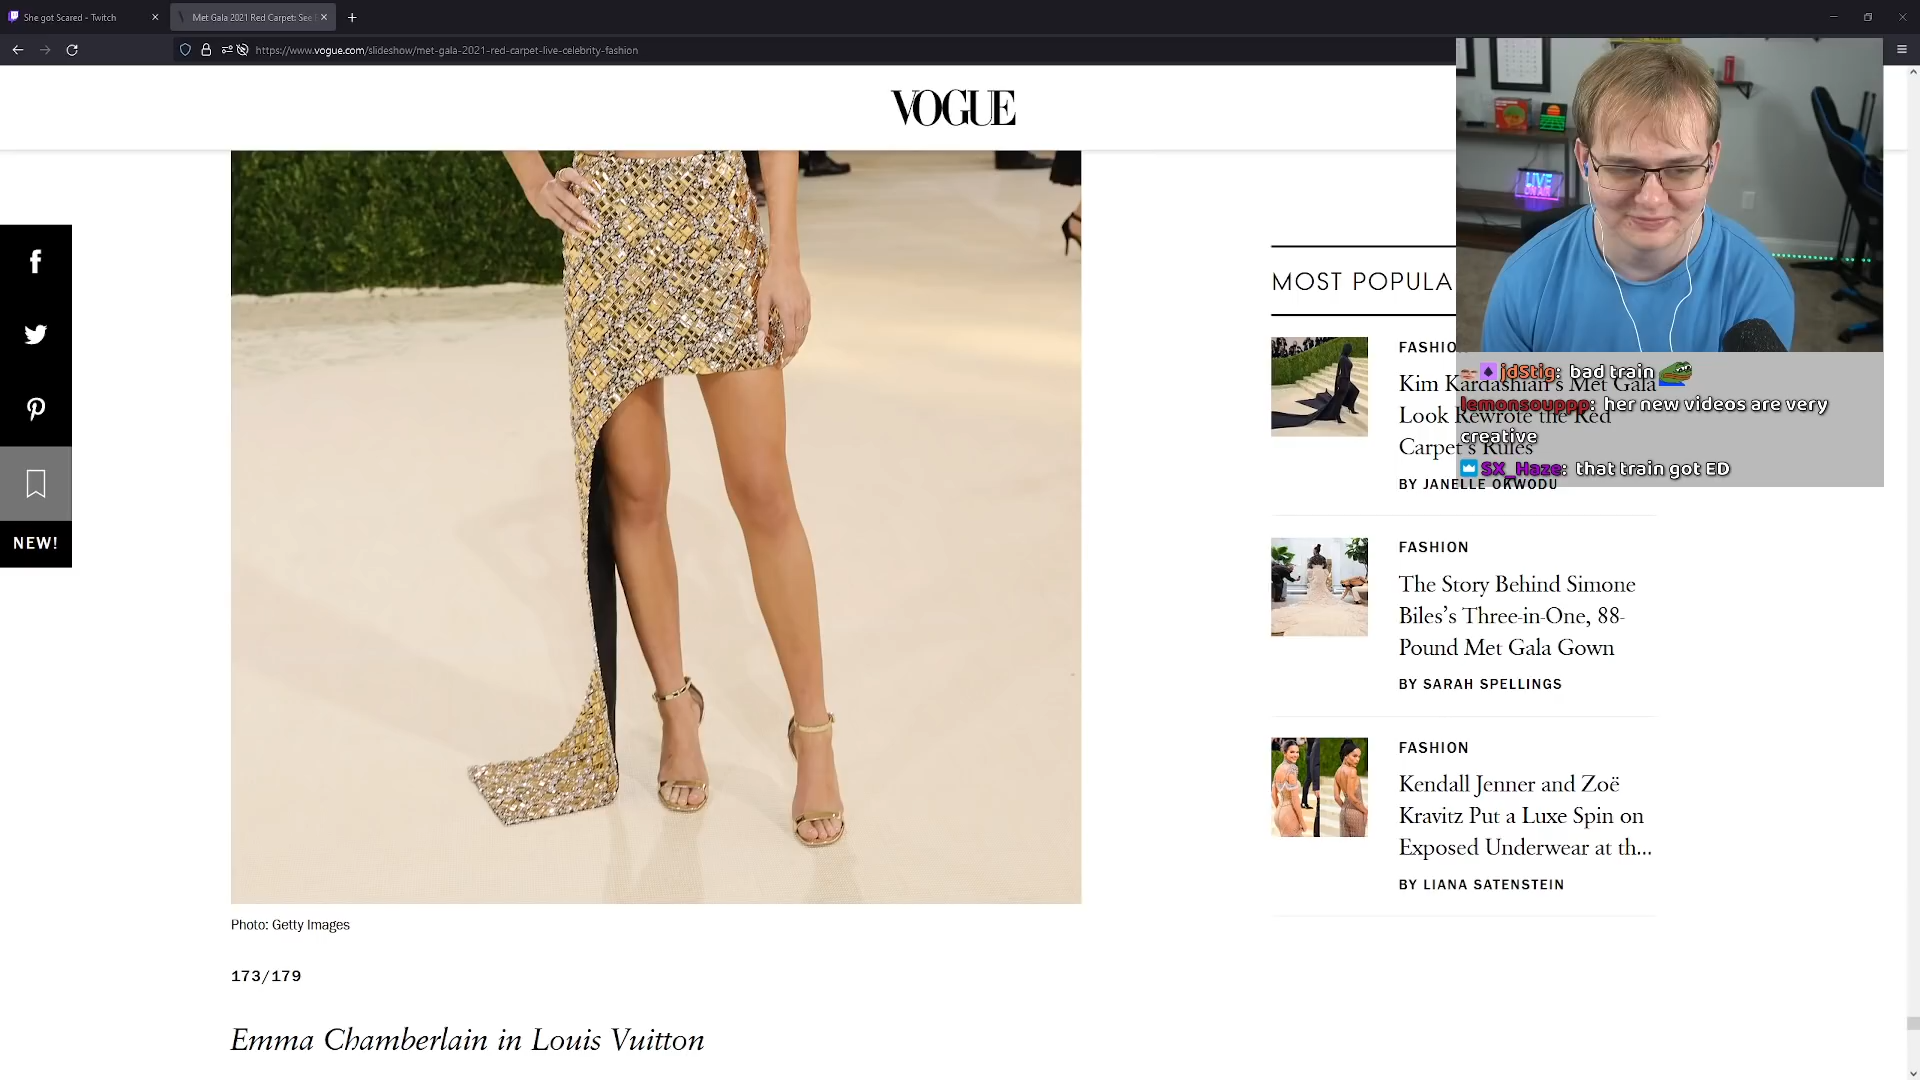 She got Scared - Twitch
Met Gala 2021 Red Carpet: See
https://www.vogue.com/slideshow/met-gala-2021-red-carpet-live-celebrity-fashion
VOGUE
NEW!
Photo: Getty Images
173/179
Emma Chamberlain in Louis Vuitton
MOST POPULA
FASHIO
Kim Kardashian's Met Gala
Look Rewrote the Red
Carpet's Rules
BY JANELLE OKWODU
FASHION
The Story Behind Simone
Biles's Three-in-One, 88-
Pound Met Gala Gown
BY SARAH SPELLINGS
FASHION
Kendall Jenner and Zoë
Kravitz Put a Luxe Spin on
Exposed Underwear at th...
BY LIANA SATENSTEIN
LIVE
jdStig: bad train
lemonsouppp: her new videos are very
creative
SX_Haze: that train got ED